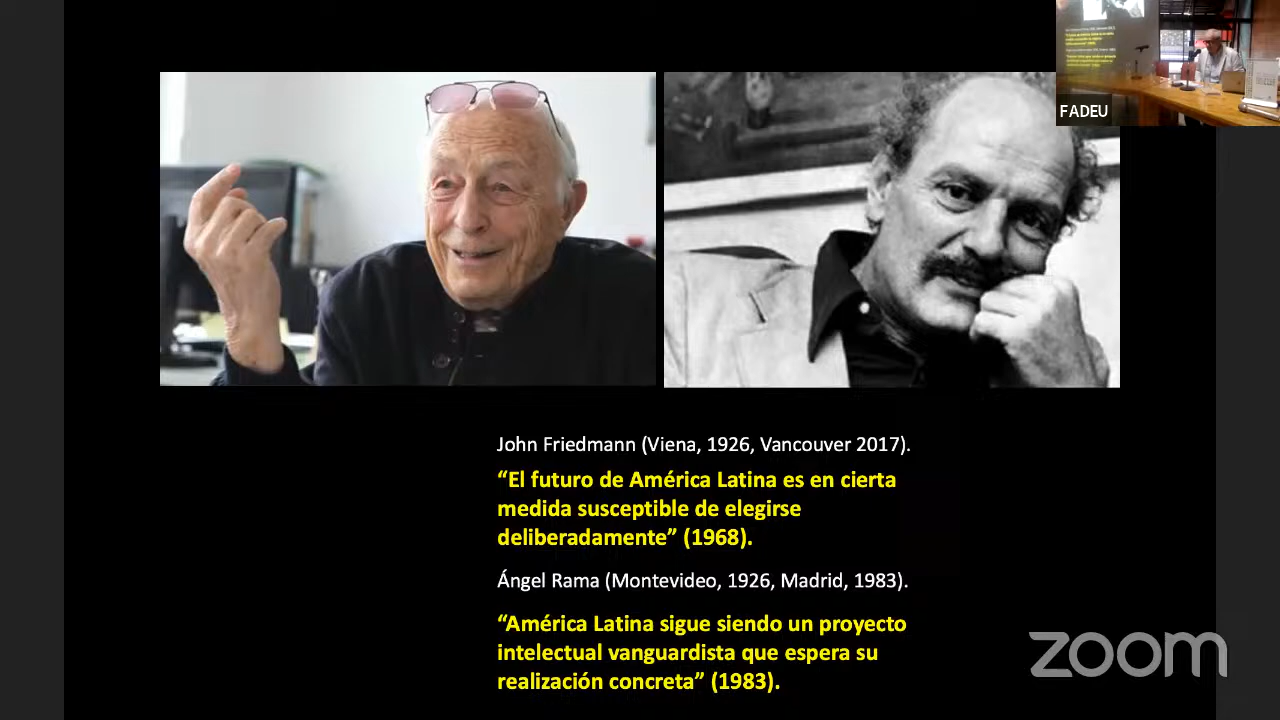 FADEU
John Friedmann (Viena, 1926, Vancouver 2017).
“El futuro de América Latina es en cierta
medida susceptible de elegirse
deliberadamente” (1968).
Ángel Rama (Montevideo, 1926, Madrid, 1983).
“América Latina sigue siendo un proyecto
intelectual vanguardista que espera su
realización concreta” (1983).
zoom